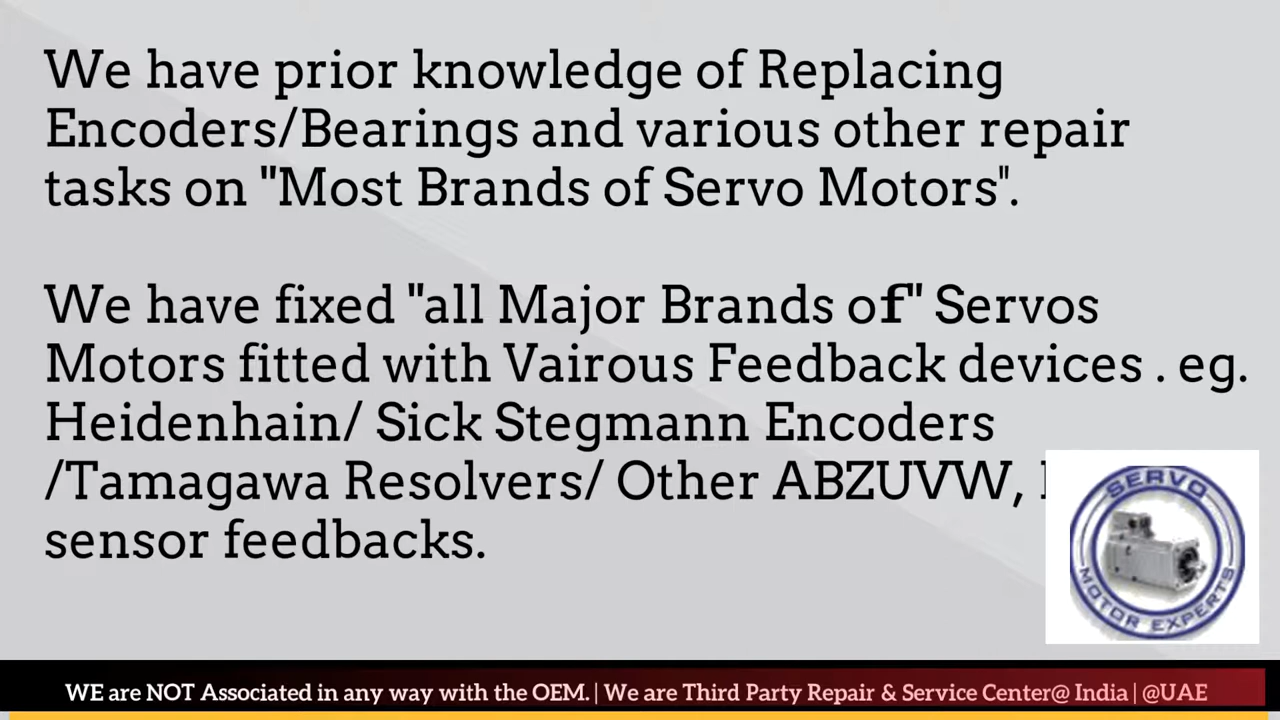 We have prior knowledge of Replacing
Encoders/Bearings and various other repair
tasks on "Most Brands of Servo Motors".
We have fixed "all Major Brands of" Servos
Motors fitted with Vairous Feedback devices . eg.
Heidenhain/ Sick Stegmann Encoders
/Tamagawa Resolvers/ Other ABZUVW,
sensor feedbacks.
SERVO
MOTOR EXPERTS
WE are NOT Associated in any way with the OEM. | We are Third Party Repair & Service Center@ India | @UAE